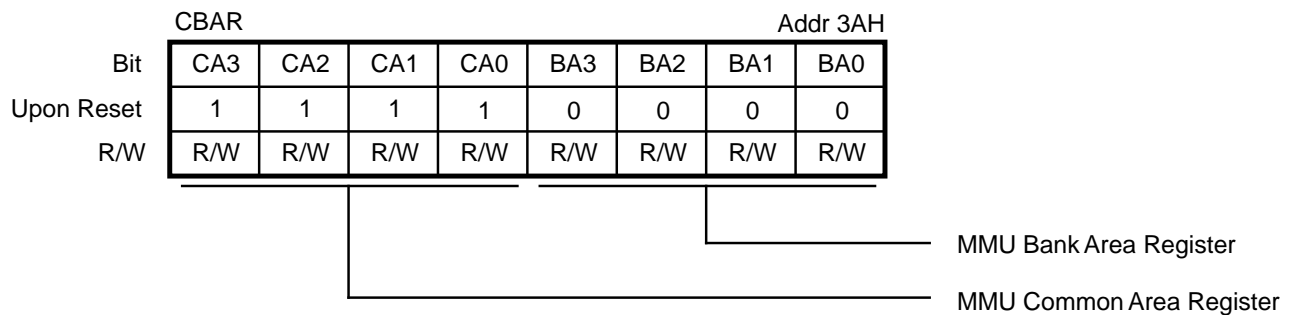 CBAR Addr 3AH
Bit CA3 CA2 CA1 CA0 BA3 BA2 BA1 BA0
Upon Reset 1 1 1 1 0 0 0 0
R/W R/W R/W R/W R/W R/W R/W R/W R/W
MMU Bank Area Register
MMU Common Area Register